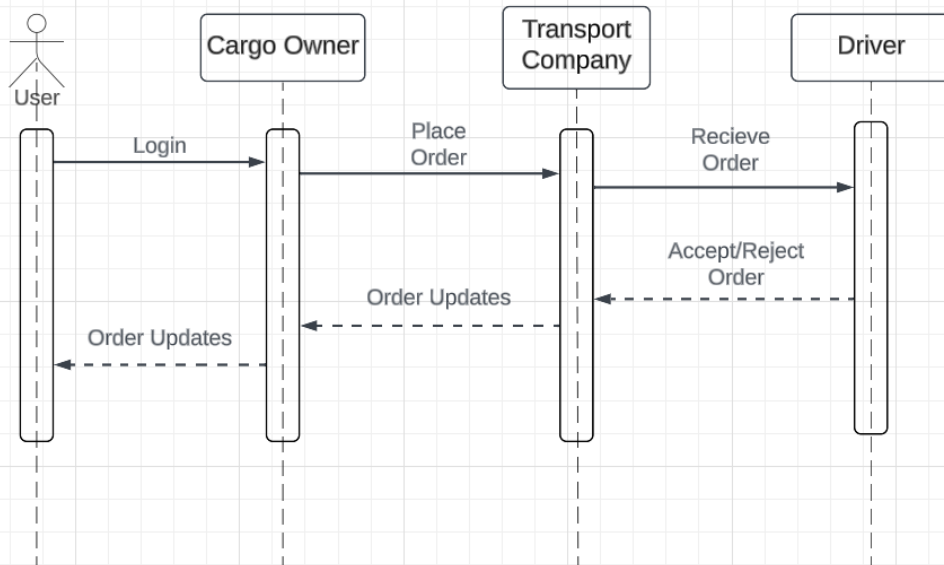 User
Cargo Owner
Transport
Company
Driver
Login
Place
Order
Recieve
Order
Accept/Reject
Order
Order Updates
Order Updates